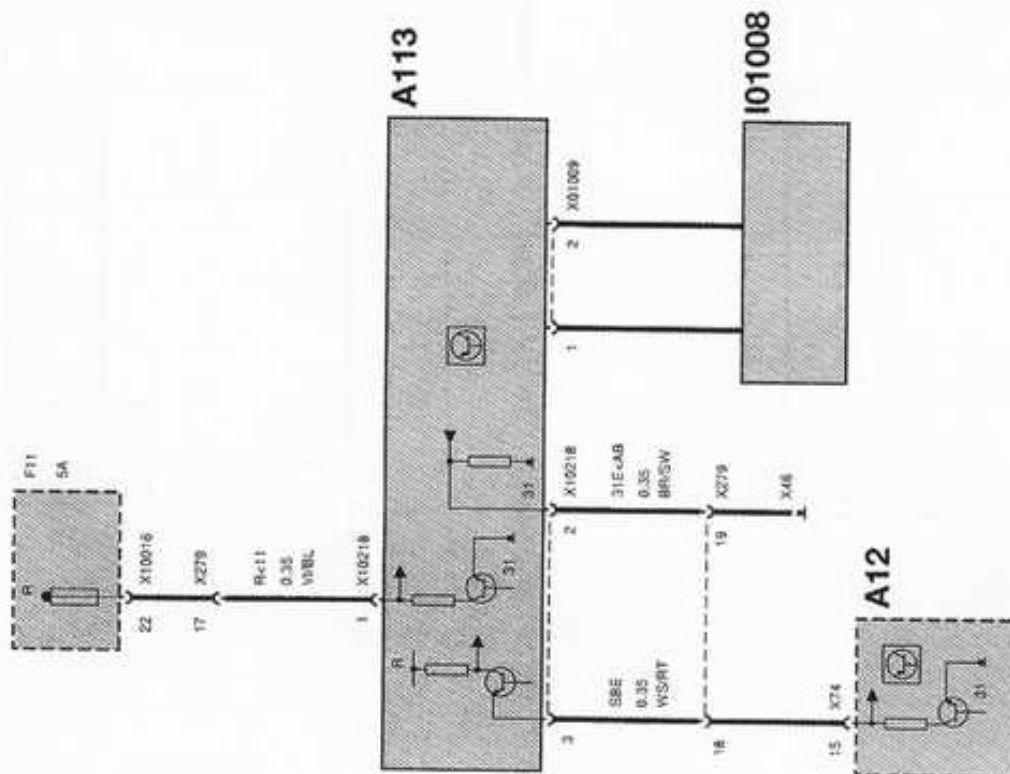 F11
5A
R
X10016
22
X279
17
R<11
0.35
VI/BL
X10218
1
A113
R
31
31
X01009
2
1
I01008
X10218
2
31E<AB
0.35
BR/SW
X279
19
X46
3
SBE
0.35
WS/RT
18
X74
15
A12
31